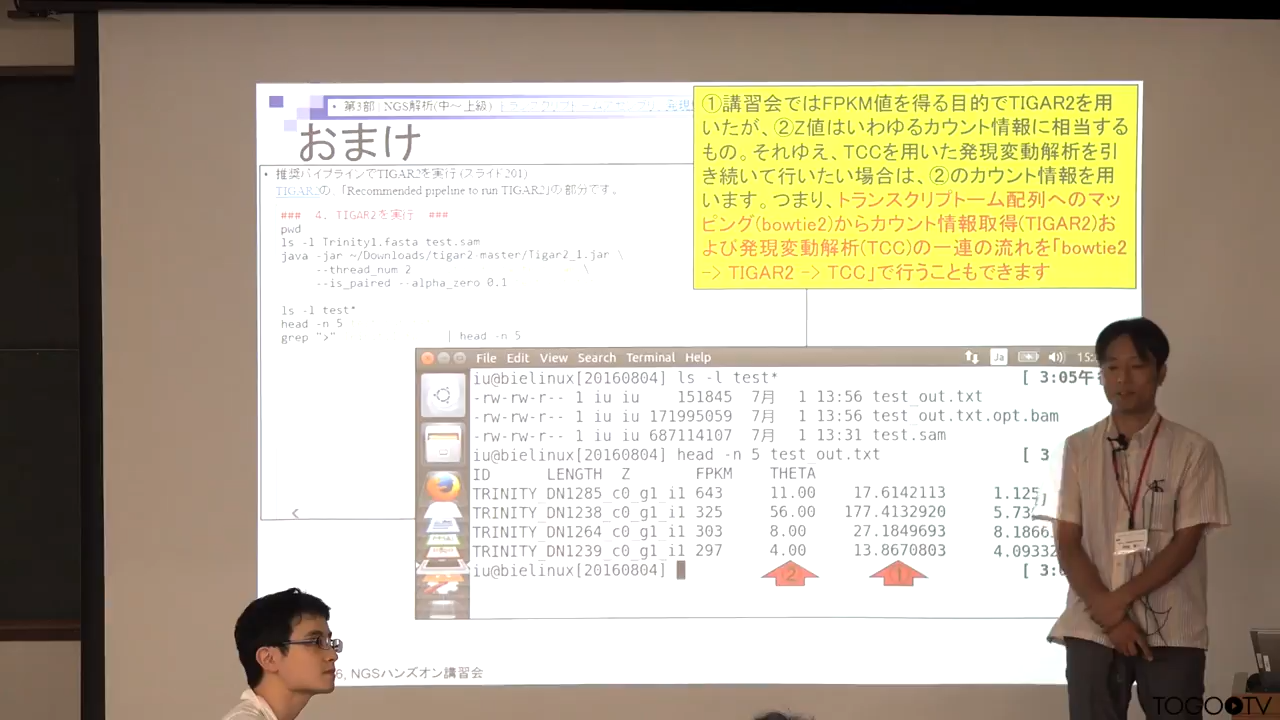 ・第3部 | NGS解析(中～上級)
おまけ
・推奨パイプラインでTIGAR2を実行 (スライド201)
TIGAR2の、「Recommended pipeline to run TIGAR2」の部分です。
### 4. TIGAR2を実行 ###
pwd
ls -l Trinity1.fasta test.sam
java -jar ~/Downloads/tigar2-master/Tigar2_1.jar \
--thread_num 2 \
--is_paired --alpha_zero 0.1
ls -l test*
head -n 5
grep ">" | head -n 5
①講習会ではFPKM値を得る目的でTIGAR2を用
いたが、②Z値はいわゆるカウント情報に相当する
もの。それゆえ、TCCを用いた発現変動解析を引
き続いて行いたい場合は、②のカウント情報を用
います。つまり、トランスクリプトーム配列へのマッ
ピング(bowtie2)からカウント情報取得(TIGAR2)お
よび発現変動解析(TCC)の一連の流れを「bowtie2
-> TIGAR2 -> TCC」で行うこともできます
File Edit View Search Terminal Help Ja 15:
iu@bielinux[20160804] ls -l test* [ 3:05午
-rw-rw-r-- 1 iu iu 151845 7月 1 13:56 test_out.txt
-rw-rw-r-- 1 iu iu 171995059 7月 1 13:56 test_out.txt.opt.bam
-rw-rw-r-- 1 iu iu 687114107 7月 1 13:31 test.sam
iu@bielinux[20160804] head -n 5 test_out.txt [ 3
ID LENGTH Z FPKM THETA
TRINITY_DN1285_c0_g1_i1 643 11.00 17.6142113 1.125
TRINITY_DN1238_c0_g1_i1 325 56.00 177.4132920 5.73
TRINITY_DN1264_c0_g1_i1 303 8.00 27.1849693 8.1866
TRINITY_DN1239_c0_g1_i1 297 4.00 13.8670803 4.09332
iu@bielinux[20160804] [ 3:0
② ①
6, NGSハンズオン講習会
TOGOTV